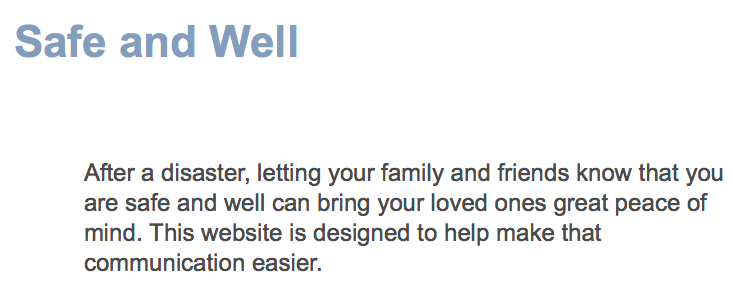 Safe and Well
After a disaster, letting your family and friends know that you
are safe and well can bring your loved ones great peace of
mind. This website is designed to help make that
communication easier.